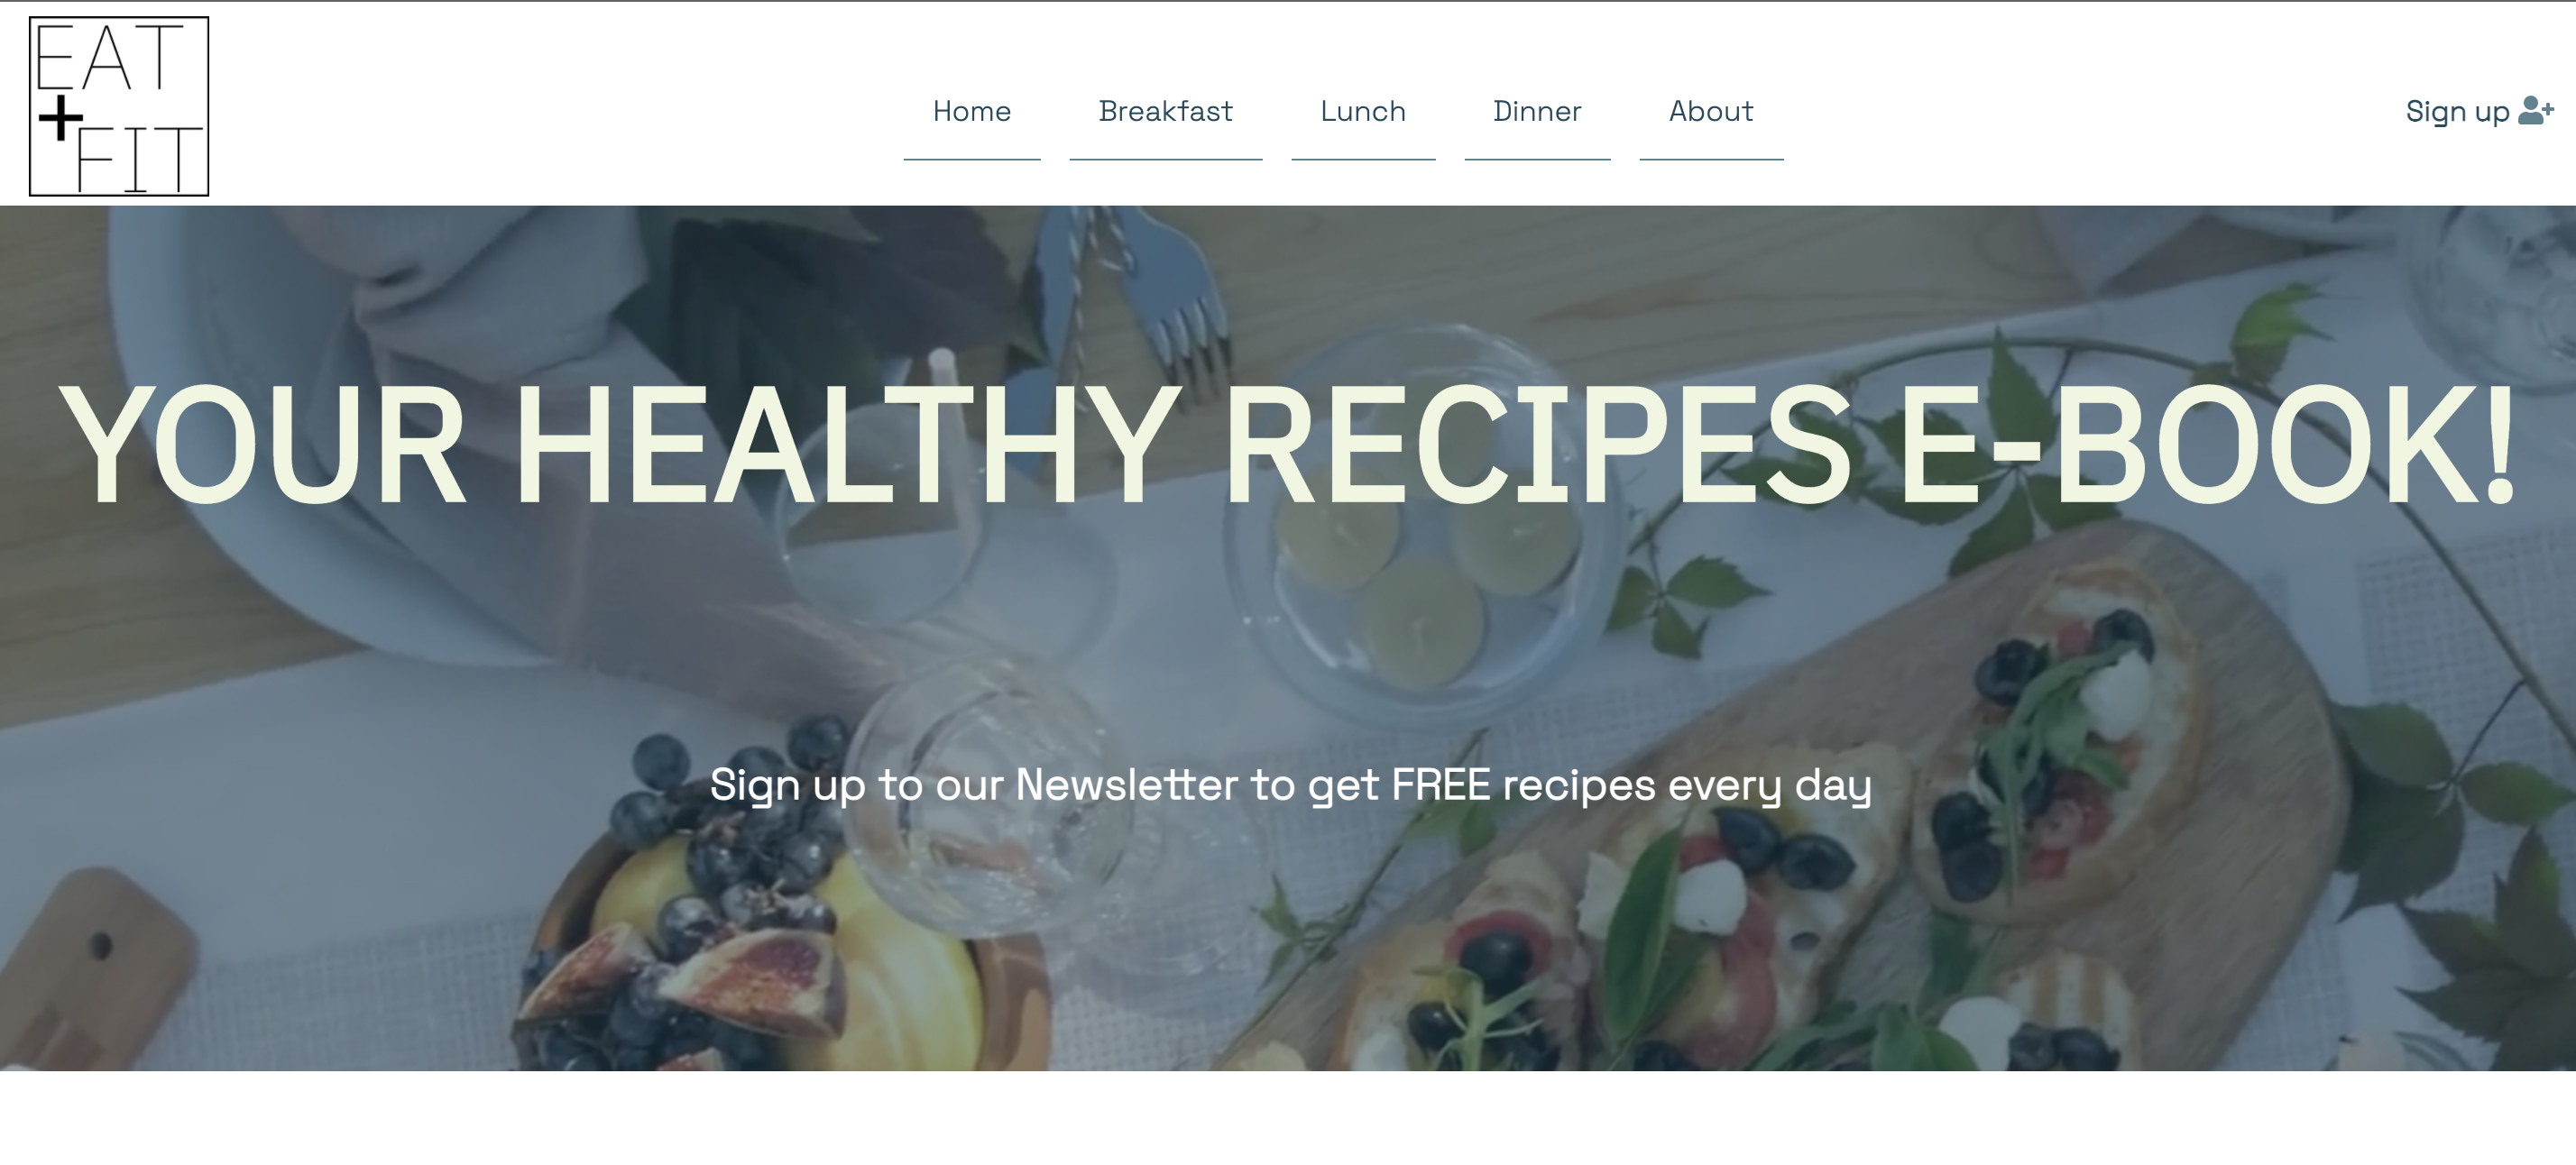 EAT
+
FIT
Home
Breakfast
Lunch
Dinner
About
Sign up
YOUR HEALTHY RECIPES E-BOOK!
Sign up to our Newsletter to get FREE recipes every day